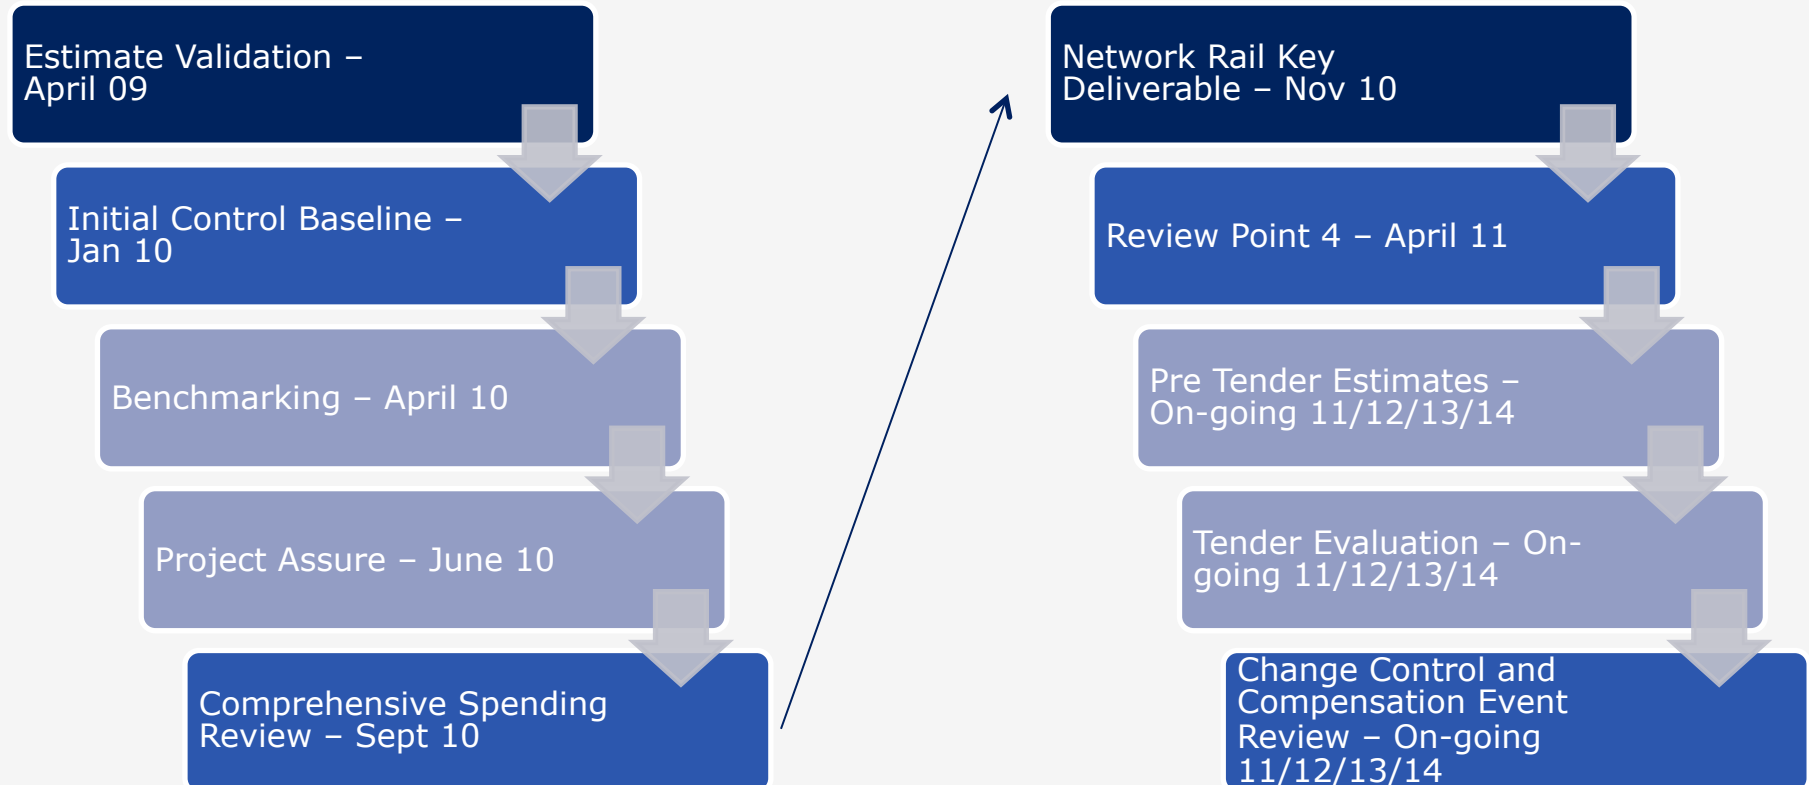 Estimate Validation –
April 09
Initial Control Baseline –
Jan 10
Benchmarking – April 10
Project Assure – June 10
Comprehensive Spending
Review – Sept 10
Network Rail Key
Deliverable – Nov 10
Review Point 4 – April 11
Pre Tender Estimates –
On-going 11/12/13/14
Tender Evaluation – On-
going 11/12/13/14
Change Control and
Compensation Event
Review – On-going
11/12/13/14